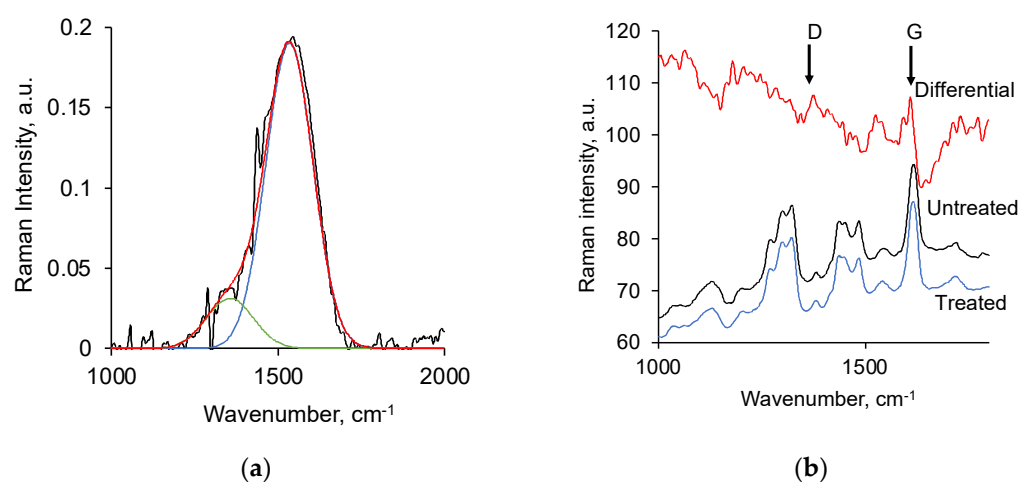 0.2
0.15
0.1
0.05
0
1000 1500 2000
Raman Intensity, a.u.
Wavenumber, cm-1
(a)
120
110
100
90
80
70
60
1000 1500
Raman intensity, a.u.
Wavenumber, cm-1
D G
Differential
Untreated
Treated
(b)